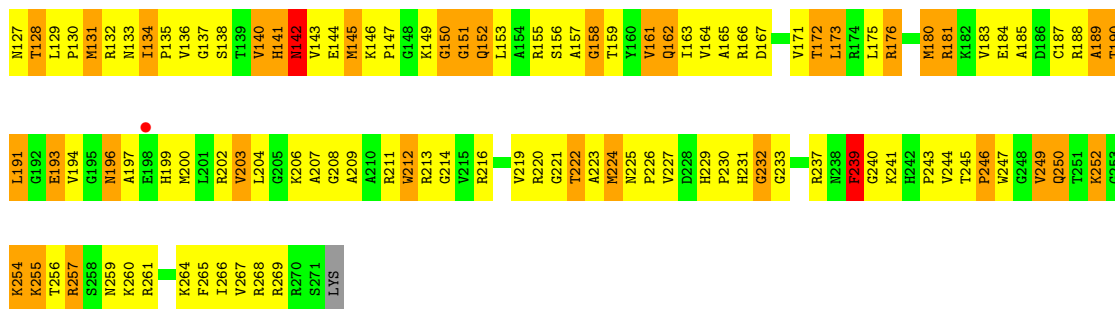 N127 T128 L129 P130 M131 R132 N133 I134 P135 V136 G137 S138 T139 V140 H141 N142 V143 E144 M145 K146 P147 G148 K149 G150 G151 Q152 L153 A154 R155 S156 A157 G158 T159 Y160 V161 Q162 I163 V164 A165 R166 D167 V171 T172 L173 R174 L175 R176 M180 R181 K182 V183 E184 A185 D186 C187 R188 A189 T190
L191 G192 E193 V194 G195 N196 A197 E198 H199 M200 L201 R202 V203 L204 G205 K206 A207 G208 A209 A210 R211 W212 R213 G214 V215 R216 V219 R220 G221 T222 A223 M224 N225 P226 V227 D228 H229 P230 H231 G232 G233 R237 N238 F239 G240 K241 H242 P243 V244 T245 P246 W247 G248 V249 Q250 T251 K252 G253
K254 K255 T256 R257 S258 N259 K260 R261 K264 F265 I266 V267 R268 R269 R270 S271 LYS